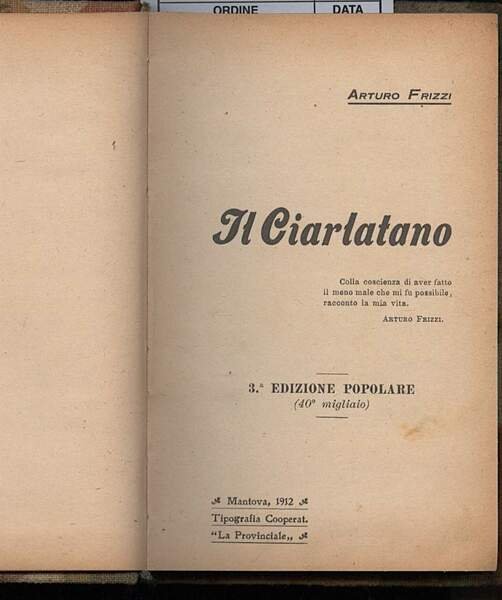 ORDINE DATA
ARTURO FRIZZI
Il Ciarlatano
Colla coscienza di aver fatto
il meno male che mi fu possibile,
racconto la mia vita.
ARTURO FRIZZI.
3.ª EDIZIONE POPOLARE
(40º migliaio)
Mantova, 1912
Tipografia Cooperat.
"La Provinciale„